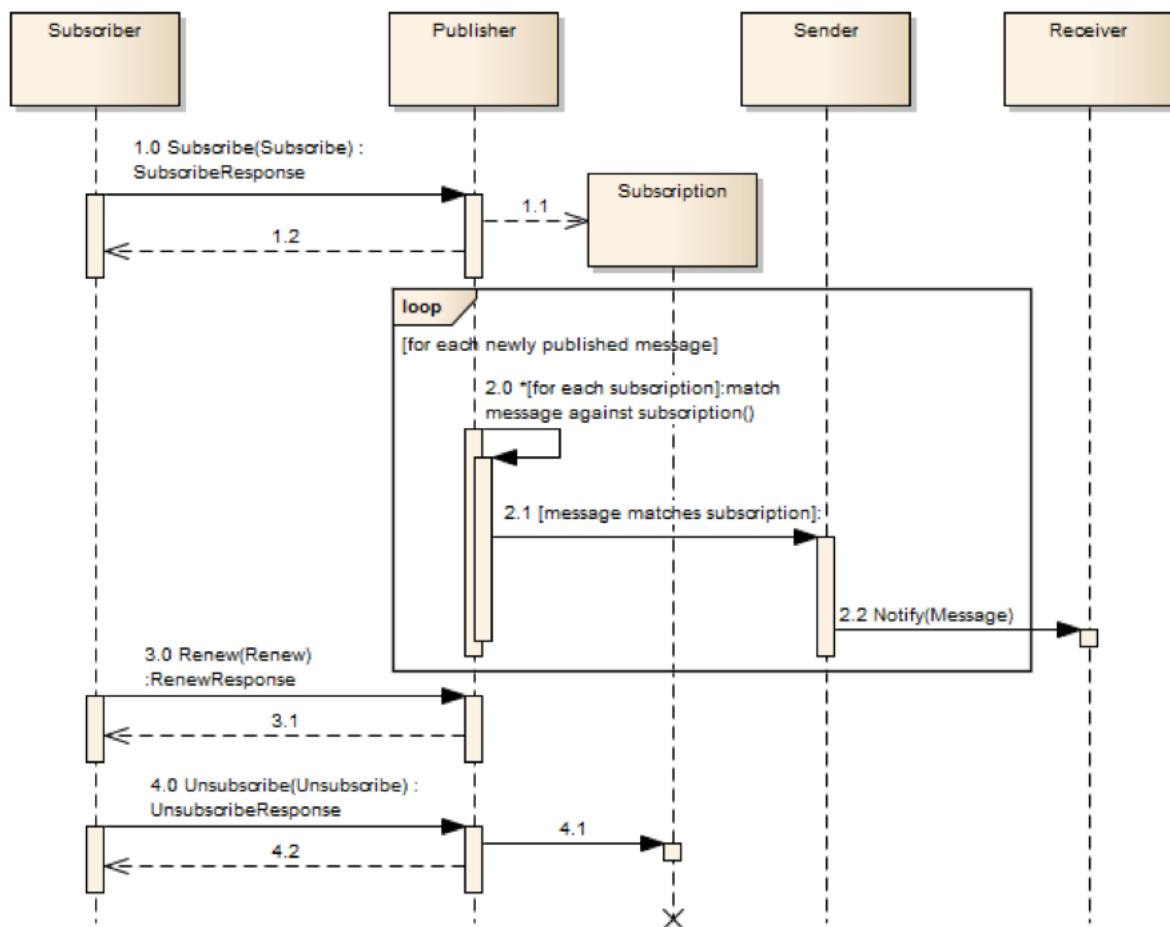 Subscriber
Publisher
Sender
Receiver
1.0 Subscribe(Subscribe) :
SubscribeResponse
Subscription
1.1
1.2
loop
[for each newly published message]
2.0 *[for each subscription]:match
message against subscription()
2.1 [message matches subscription]:
2.2 Notify(Message)
3.0 Renew(Renew)
:RenewResponse
3.1
4.0 Unsubscribe(Unsubscribe) :
UnsubscribeResponse
4.1
4.2